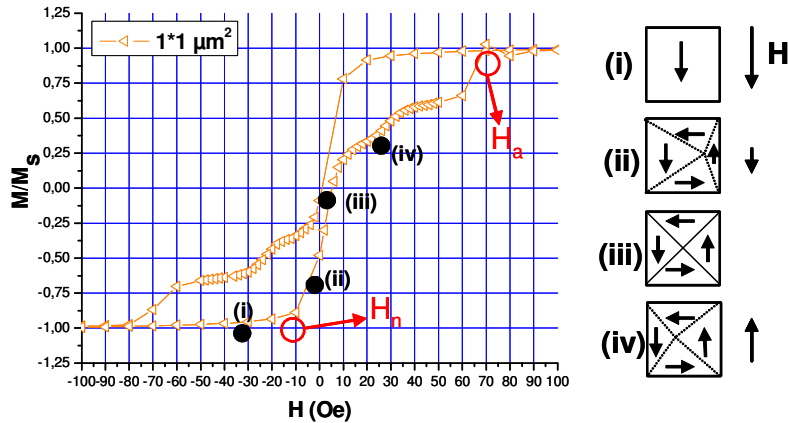 1*1 μm²
M/Mₛ
1,25
1,00
0,75
0,50
0,25
0,00
-0,25
-0,50
-0,75
-1,00
-1,25
-100 -90 -80 -70 -60 -50 -40 -30 -20 -10 0 10 20 30 40 50 60 70 80 90 100
H (Oe)
Hₐ
(iv)
(iii)
(ii)
(i)
Hₙ
(i)
H
(ii)
(iii)
(iv)